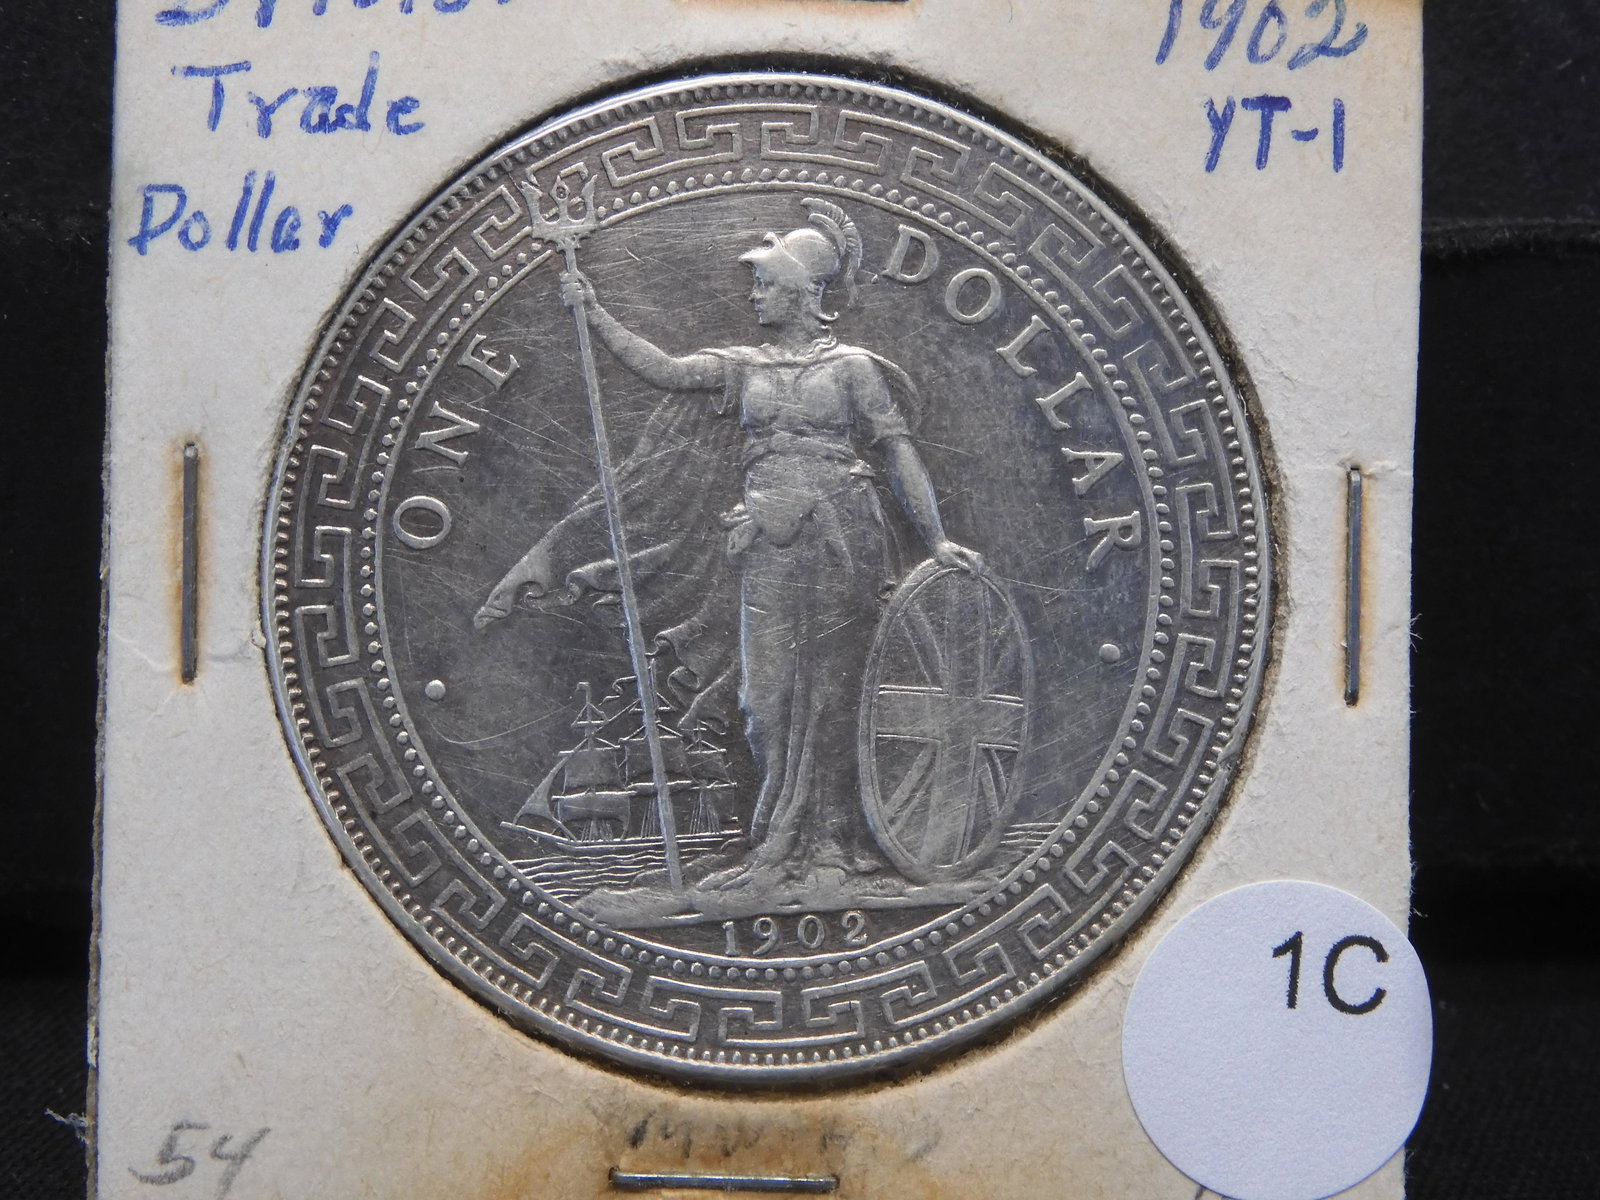 1902
Trade
YT-1
Dollar
ONE DOLLAR
1902
1C
54